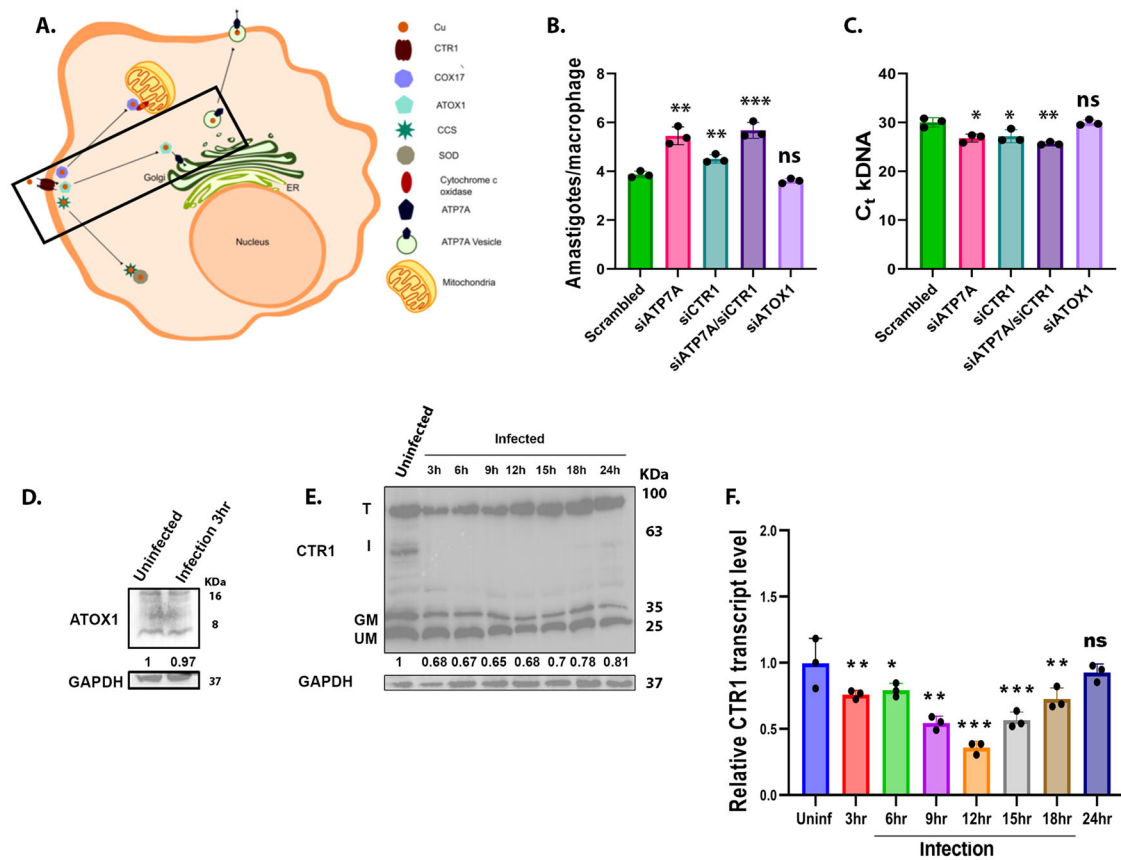 A.
Cu
CTR1
COX17
ATOX1
CCS
SOD
Cytochrome c
oxidase
ATP7A
ATP7A Vesicle
Mitochondria
Golgi
ER
Nucleus
B.
Amastigotes/macrophage
8
6
4
2
0
**
**
***
ns
Scrambled
siATP7A
siCTR1
siATP7A/siCTR1
siATOX1
C.
Ct kDNA
40
30
20
10
0
*
*
**
ns
Scrambled
siATP7A
siCTR1
siATP7A/siCTR1
siATOX1
D.
Uninfected
Infection 3hr
KDa
16
ATOX1
8
1 0.97
GAPDH 37
E.
Uninfected
Infected
3h 6h 9h 12h 15h 18h 24h
KDa
100
T
63
CTR1
I
35
GM
25
UM
1 0.68 0.67 0.65 0.68 0.7 0.78 0.81
GAPDH 37
F.
Relative CTR1 transcript level
2.0
1.5
1.0
0.5
0.0
**
*
**
***
***
**
ns
Uninf 3hr 6hr 9hr 12hr 15hr 18hr 24hr
Infection